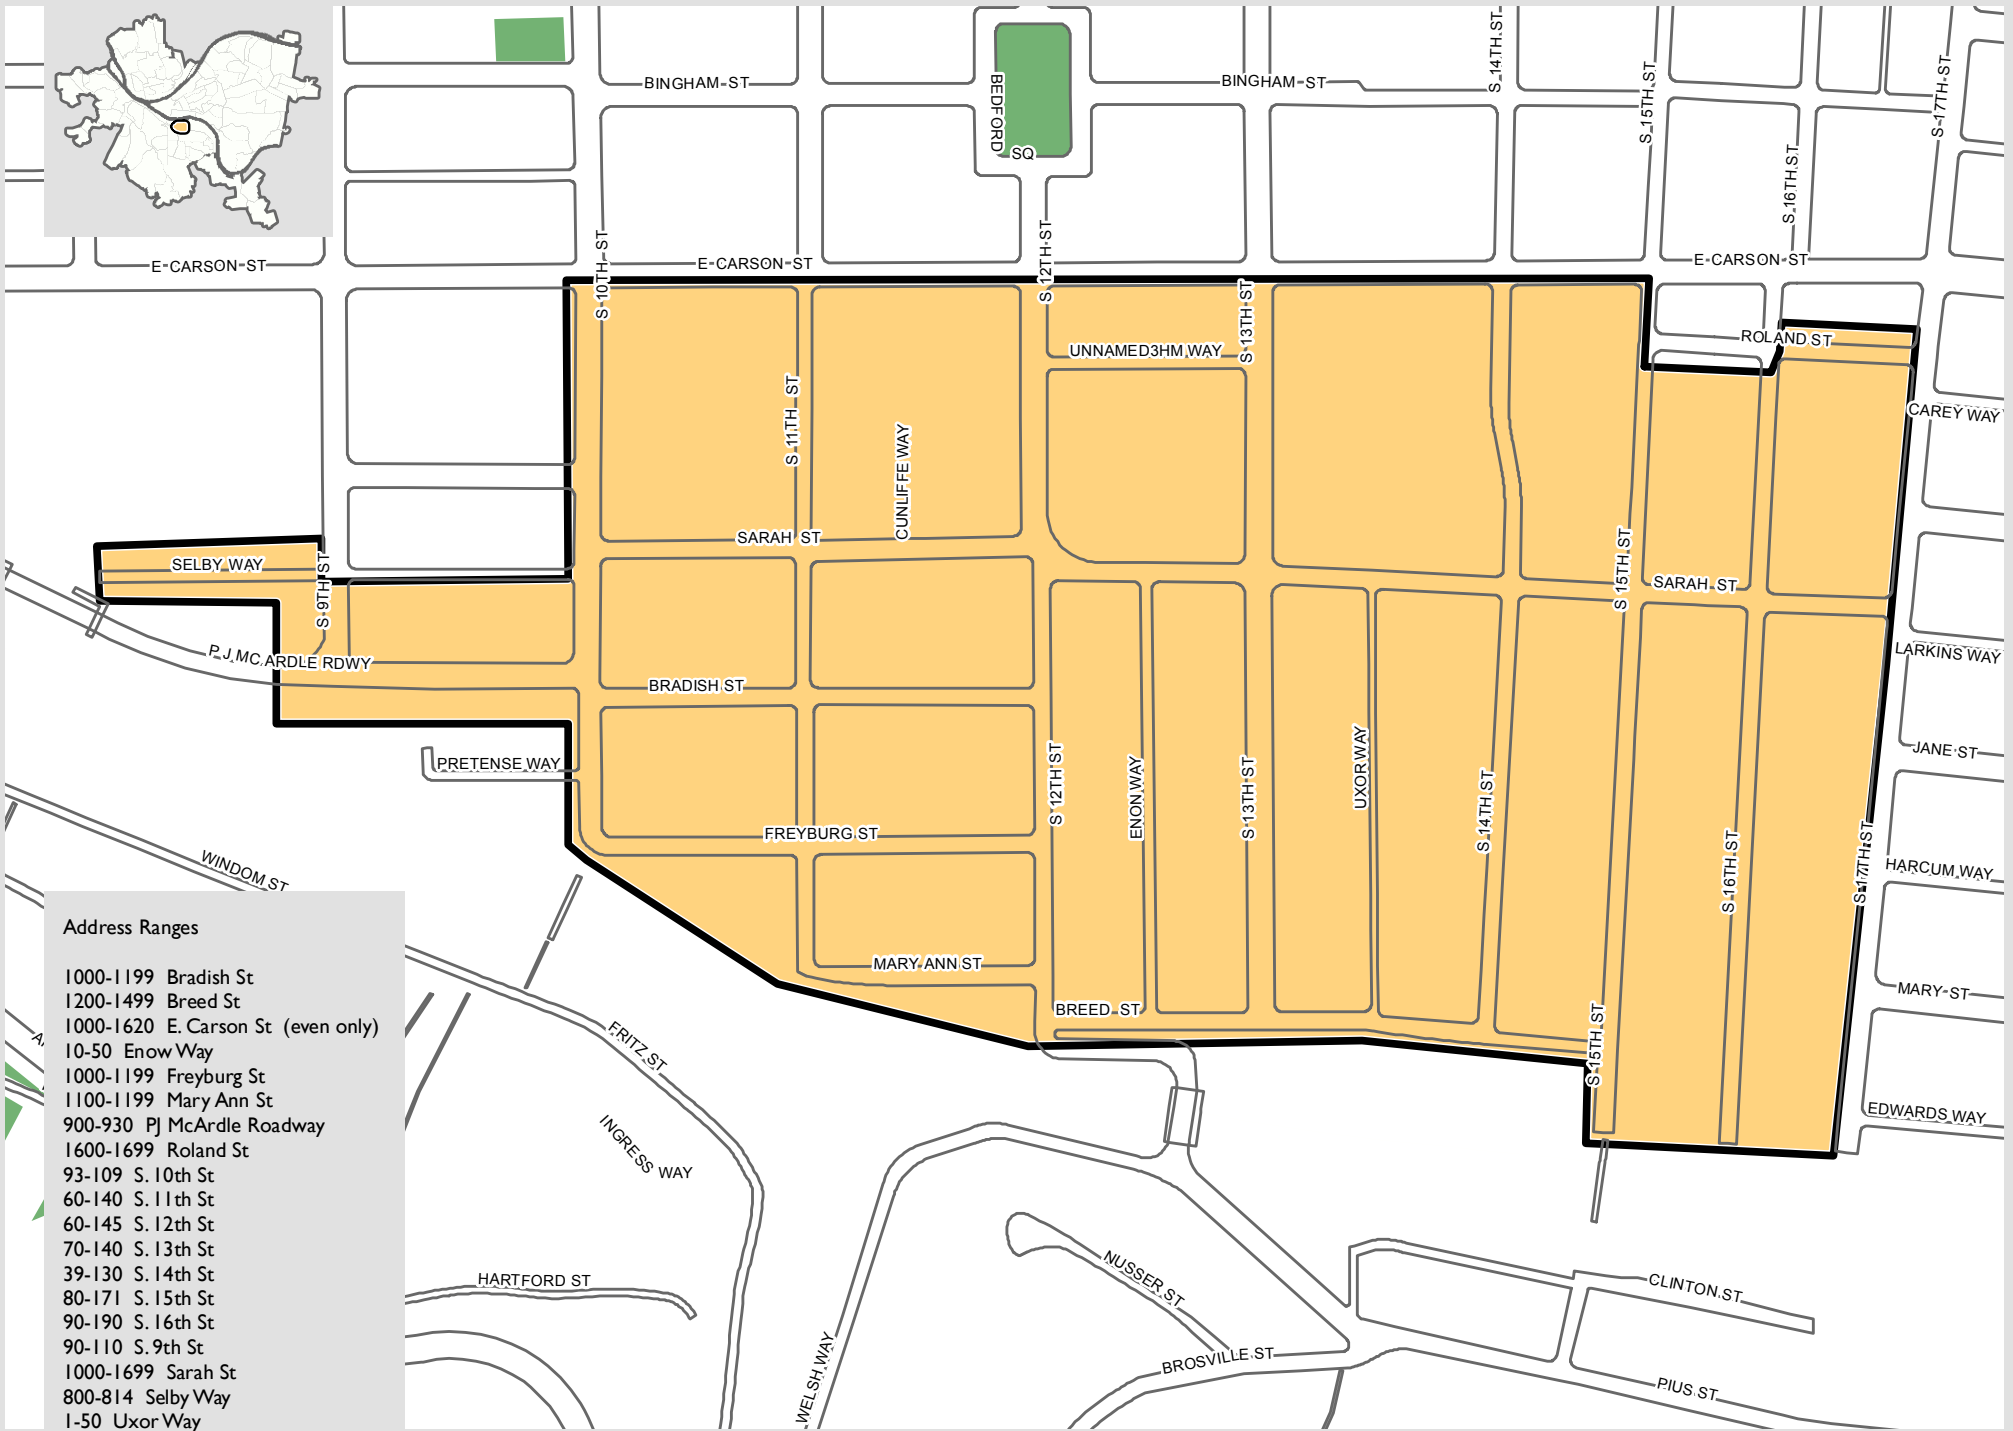 S 14TH ST
BINGHAM ST
BINGHAM ST
BEDFORD
SQ
S 15TH ST
S 17TH ST
S 16TH ST
E CARSON ST
S 10TH ST
E CARSON ST
S 12TH ST
E CARSON ST
S 13TH ST
UNNAMED3HM WAY
ROLAND ST
S 11TH ST
CUNLIFFE WAY
CAREY WAY
SARAH ST
SELBY WAY
S 9TH ST
S 15TH ST
SARAH ST
P J MC ARDLE RDWY
BRADISH ST
LARKINS WAY
PRETENSE WAY
S 12TH ST
ENON WAY
S 13TH ST
UXOR WAY
S 14TH ST
JANE ST
FREYBURG ST
S 16TH ST
S 17TH ST
HARCUM WAY
WINDOM ST
MARY ANN ST
BREED ST
S 15TH ST
MARY ST
FRITZ ST
INGRESS WAY
EDWARDS WAY
HARTFORD ST
NUSSER ST
CLINTON ST
WELSH WAY
BROSVILLE ST
PIUS ST
Address Ranges
1000-1199 Bradish St
1200-1499 Breed St
1000-1620 E. Carson St (even only)
10-50 Enow Way
1000-1199 Freyburg St
1100-1199 Mary Ann St
900-930 PJ McArdle Roadway
1600-1699 Roland St
93-109 S. 10th St
60-140 S. 11th St
60-145 S. 12th St
70-140 S. 13th St
39-130 S. 14th St
80-171 S. 15th St
90-190 S. 16th St
90-110 S. 9th St
1000-1699 Sarah St
800-814 Selby Way
1-50 Uxor Way